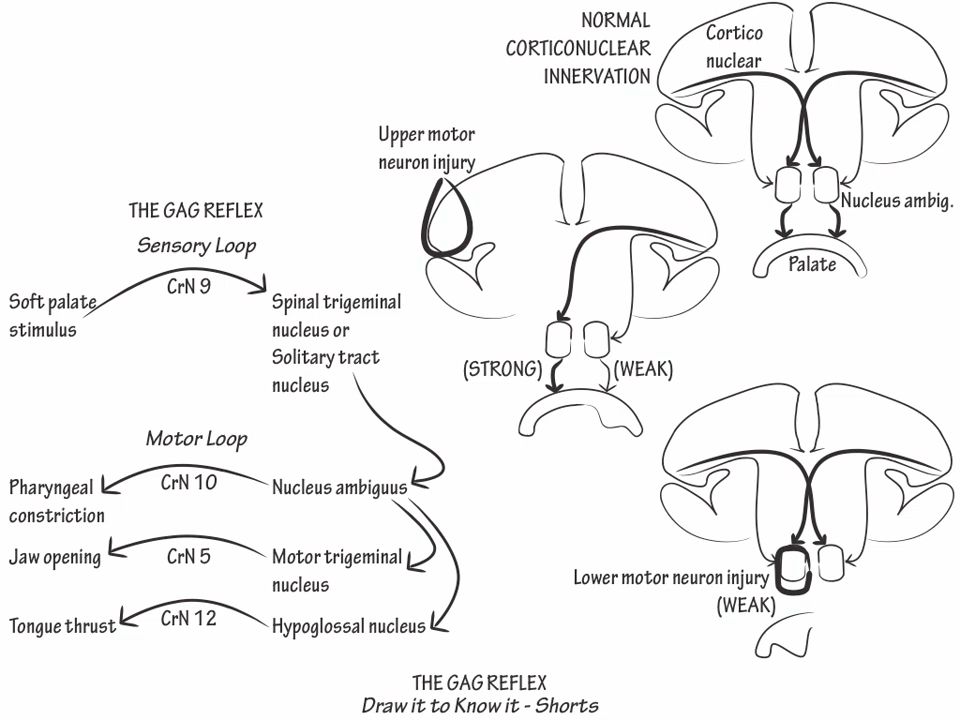 NORMAL
CORTICONUCLEAR
INNERVATION
Cortico
nuclear
Nucleus ambig.
Palate
Upper motor
neuron injury
(STRONG)
(WEAK)
THE GAG REFLEX
Sensory Loop
CrN 9
Soft palate
stimulus
Spinal trigeminal
nucleus or
Solitary tract
nucleus
Motor Loop
CrN 10
Pharyngeal
constriction
Nucleus ambiguus
Jaw opening
CrN 5
Motor trigeminal
nucleus
Tongue thrust
CrN 12
Hypoglossal nucleus
Lower motor neuron injury
(WEAK)
THE GAG REFLEX
Draw it to Know it - Shorts